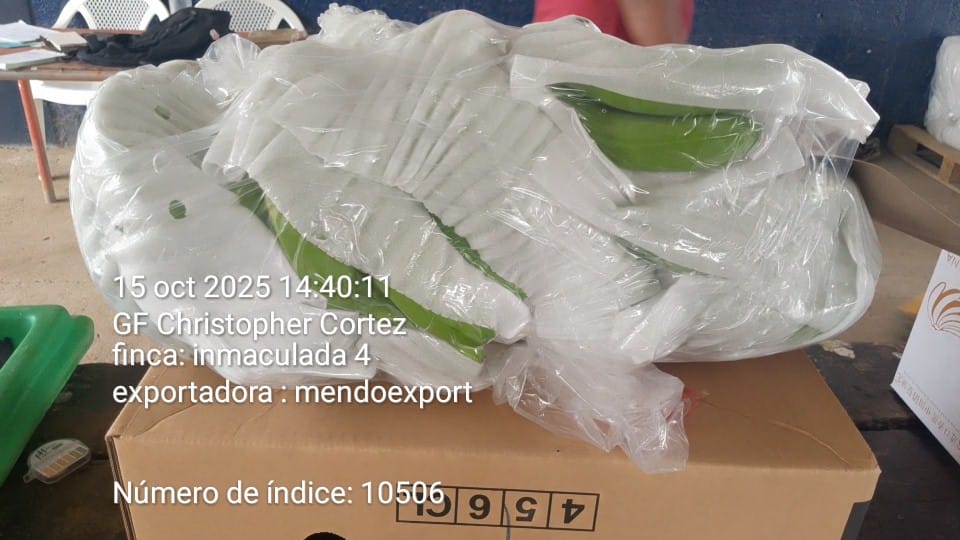 15 oct 2025 14:40:11
GF Christopher Cortez
finca: inmaculada 4
exportadora : mendoexport
Número de índice: 10506
4 5 6 CL